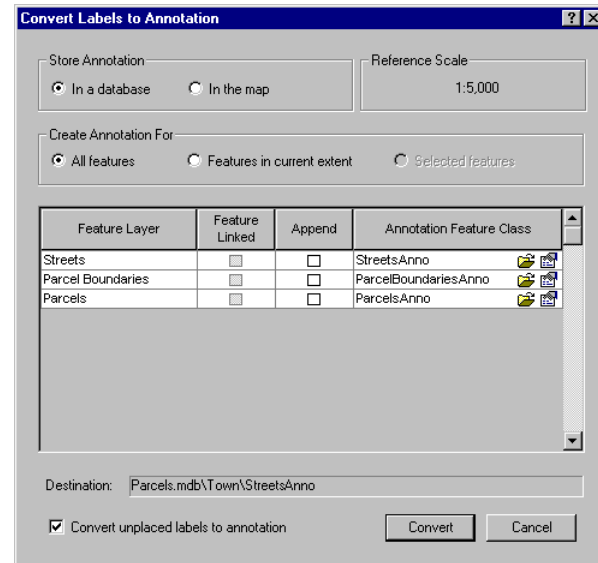 Convert Labels to Annotation
Store Annotation
In a database
In the map
Reference Scale
1:5,000
Create Annotation For
All features
Features in current extent
Selected features
Feature Layer
Feature Linked
Append
Annotation Feature Class
Streets
StreetsAnno
Parcel Boundaries
ParcelBoundariesAnno
Parcels
ParcelsAnno
Destination: Parcels.mdb\Town\StreetsAnno
Convert unplaced labels to annotation
Convert
Cancel